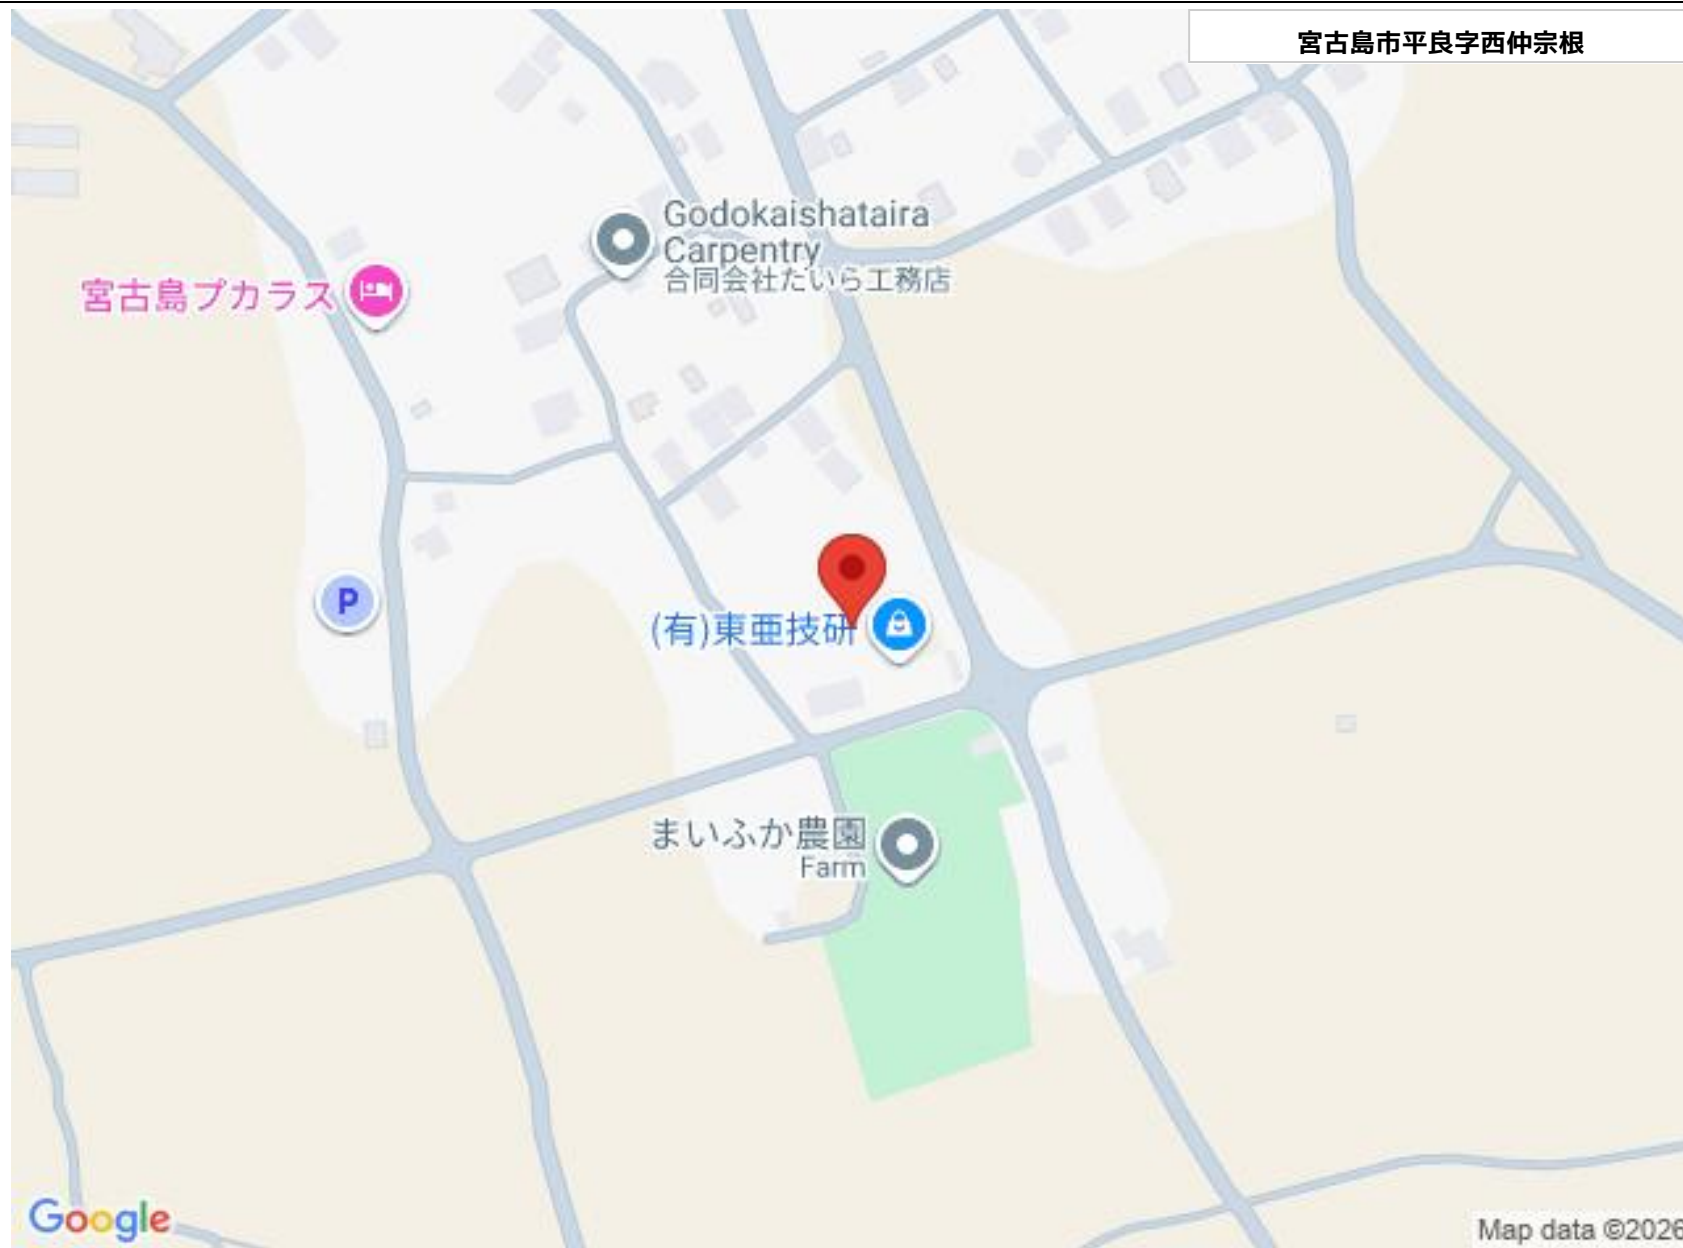 宮古島市平良字西仲宗根
Godokaishataira
Carpentry
合同会社たいら工務店
宮古島プカラス
P
(有)東亜技研
まいふか農園
Farm
Google
Map data ©2026